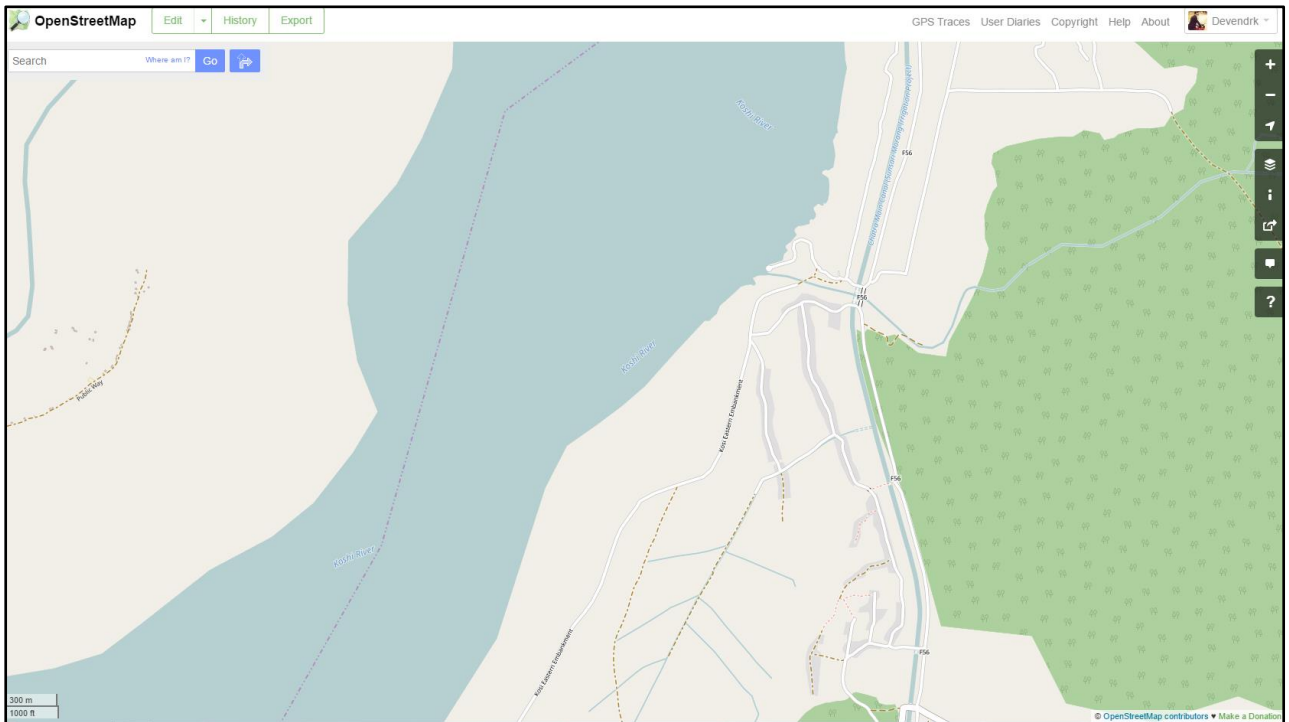 OpenStreetMap
Edit
History
Export
GPS Traces
User Diaries
Copyright
Help
About
Devendrk
Search
Where am I?
Go
Koshi River
F56
F56
Koshi River
Public Way
Kosi Eastern Embankment
F56
Koshi River
Kosi Eastern Embankment
F56
300 m
1000 ft
© OpenStreetMap contributors ♥ Make a Donation